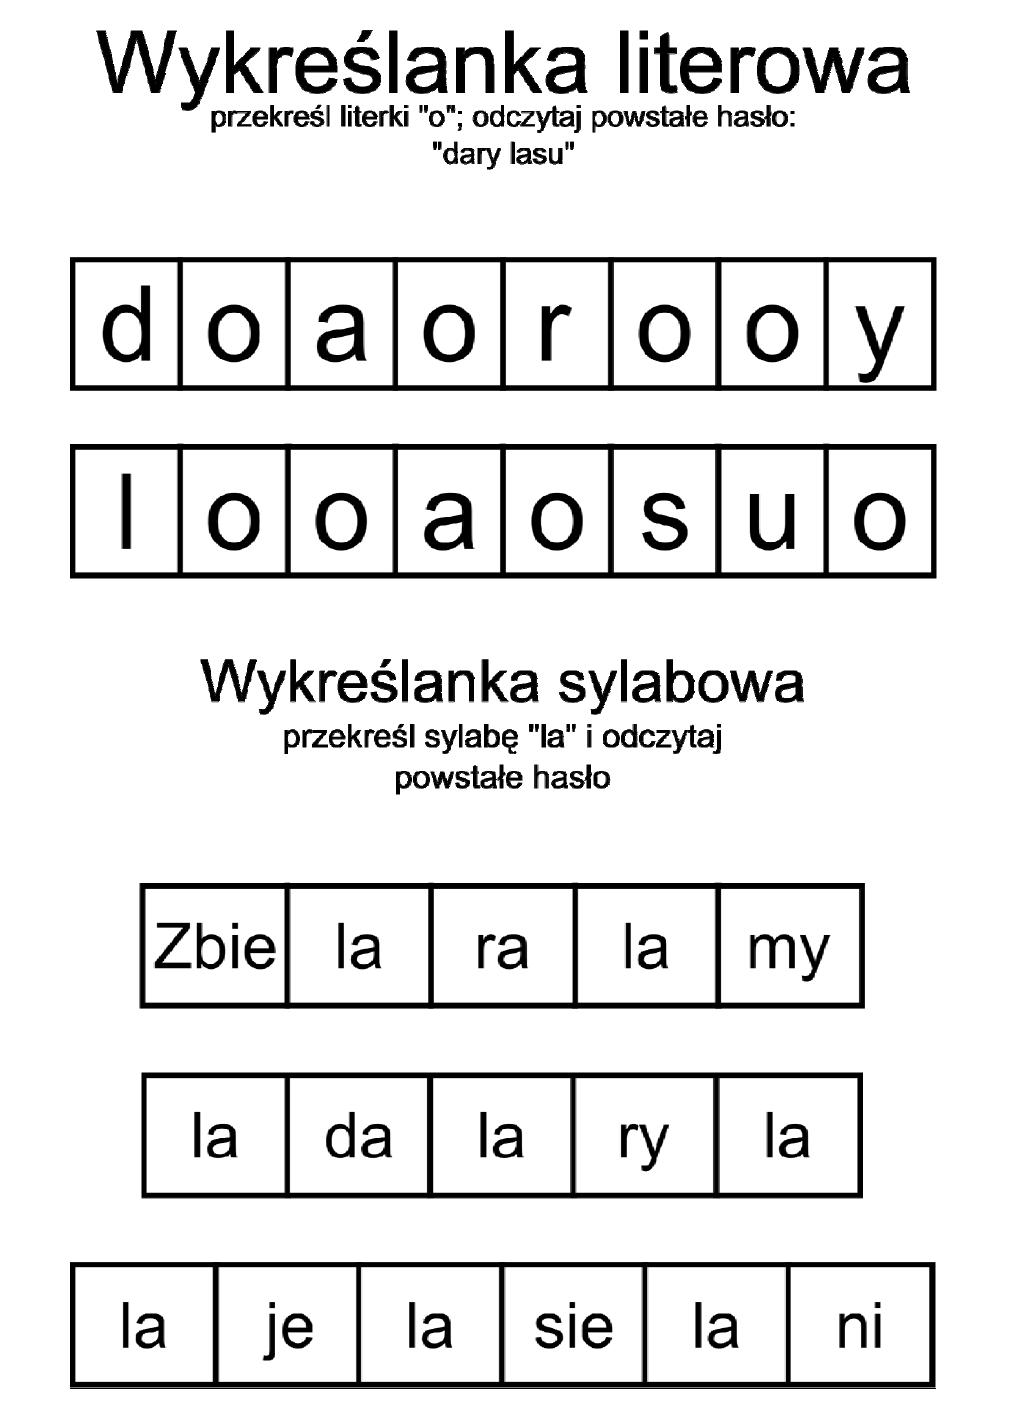 Wykreślanka literowa
przekreśl literki "o"; odczytaj powstałe hasło:
"dary lasu"
d o a o r o o y
l o o a o s u o
Wykreślanka sylabowa
przekreśl sylabę "la" i odczytaj
powstałe hasło
Zbie la ra la my
la da la ry la
la je la sie la ni